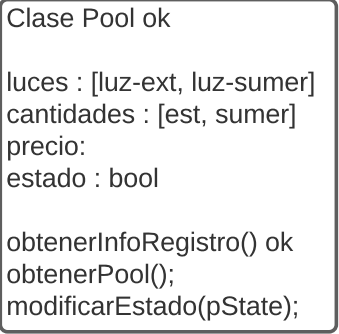 Clase Pool ok
luces : [luz-ext, luz-sumer]
cantidades : [est, sumer]
precio:
estado : bool
obtenerInfoRegistro() ok
obtenerPool();
modificarEstado(pState);